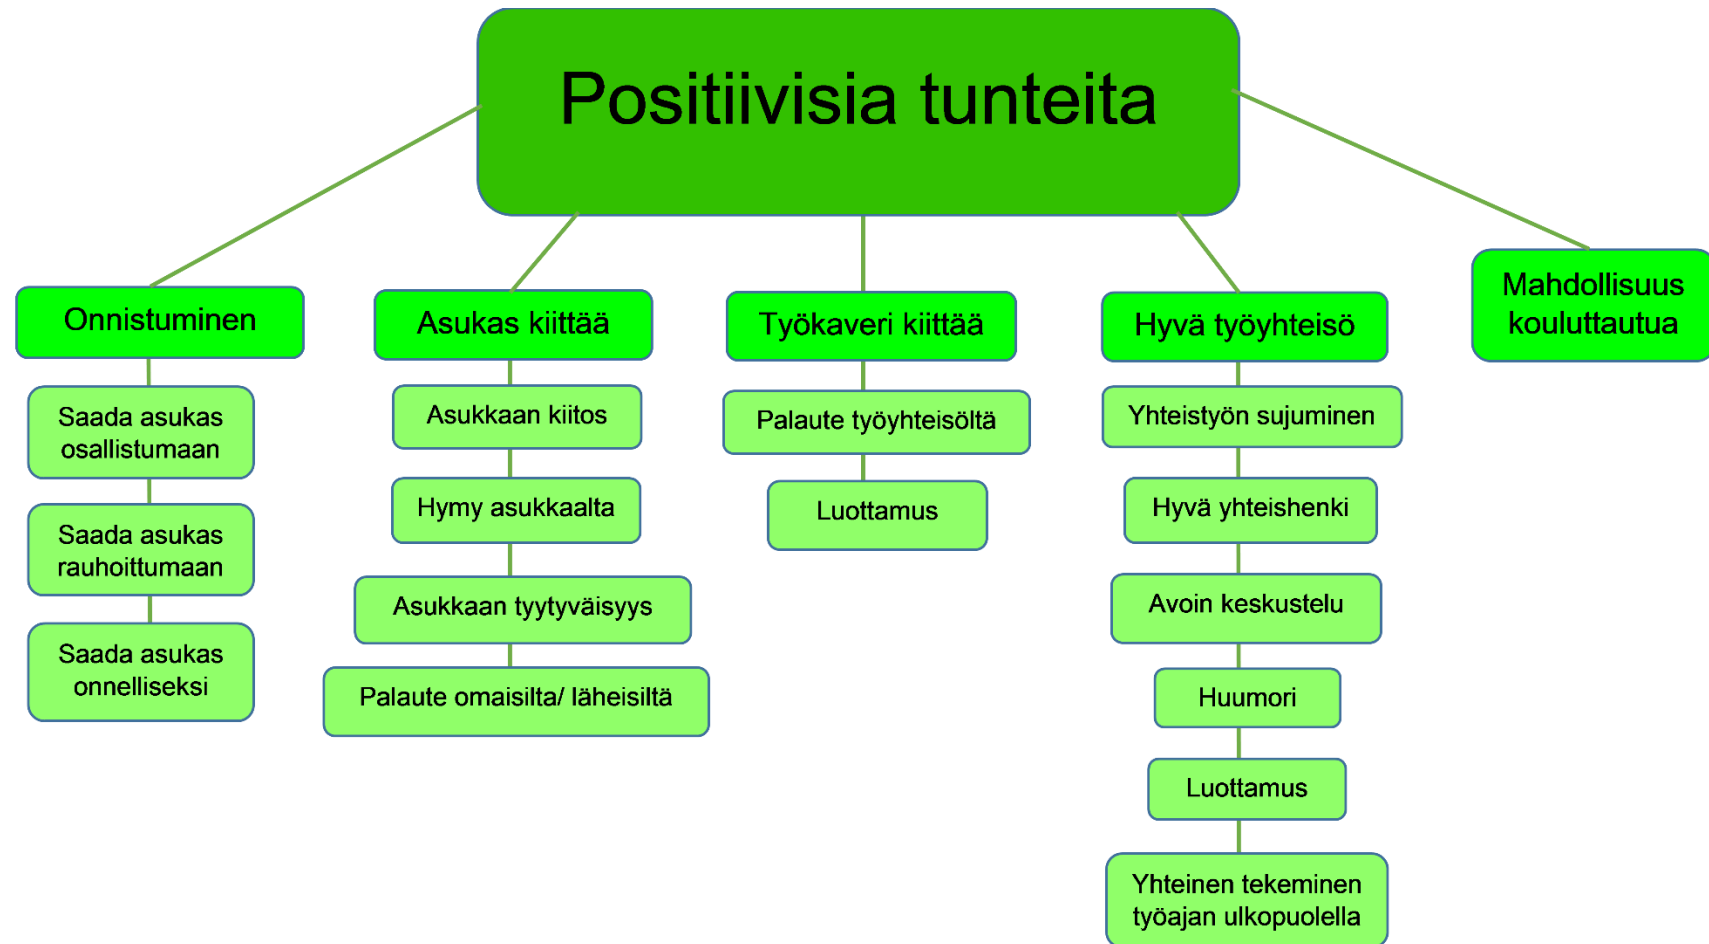 Positiivisia tunteita
Onnistuminen
Saada asukas
osallistumaan
Saada asukas
rauhoittumaan
Saada asukas
onnelliseksi
Asukas kiittää
Asukkaan kiitos
Hymy asukkaalta
Asukkaan tyytyväisyys
Palaute omaisilta/ läheisiltä
Työkaveri kiittää
Palaute työyhteisöltä
Luottamus
Hyvä työyhteisö
Yhteistyön sujuminen
Hyvä yhteishenki
Avoin keskustelu
Huumori
Luottamus
Yhteinen tekeminen
työajan ulkopuolella
Mahdollisuus
kouluttautua